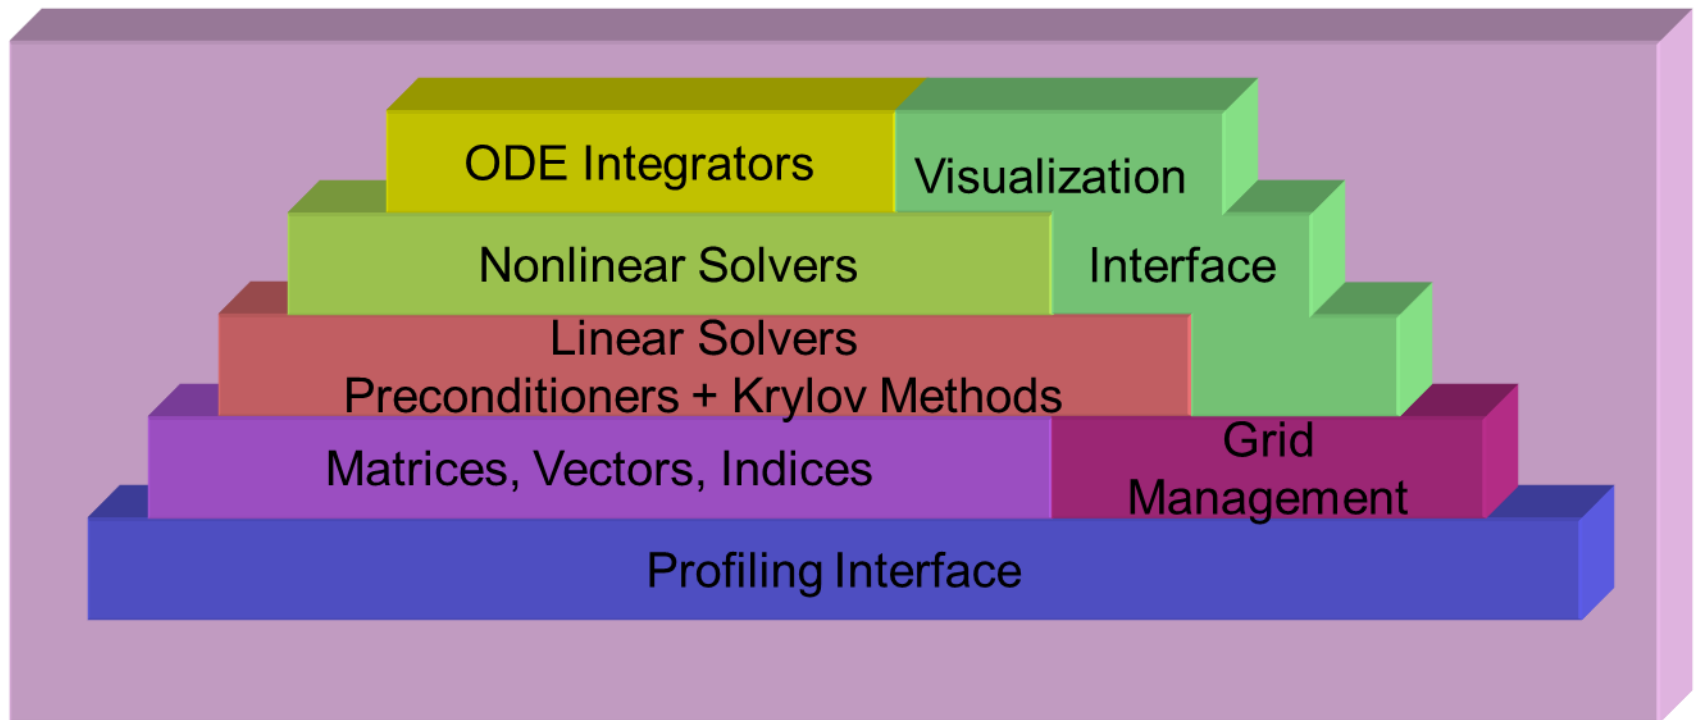 ODE Integrators
Visualization
Nonlinear Solvers
Interface
Linear Solvers
Preconditioners + Krylov Methods
Matrices, Vectors, Indices
Grid
Management
Profiling Interface